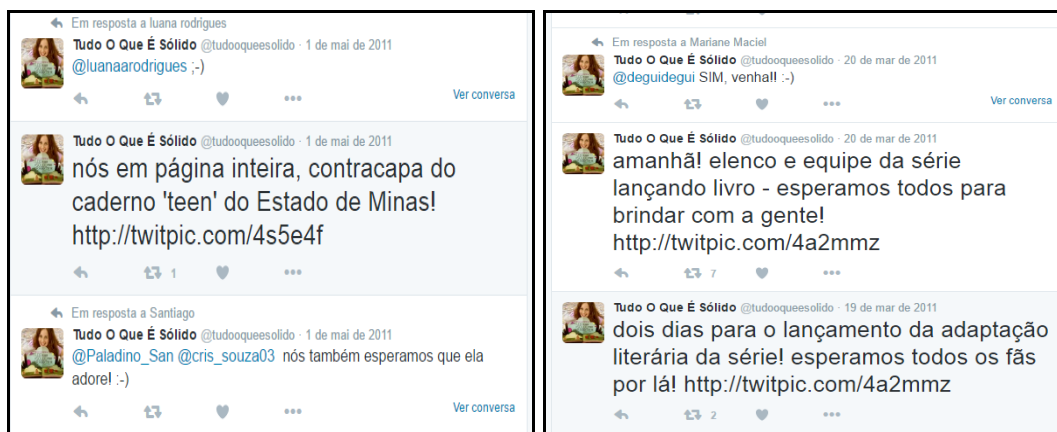 Em resposta a luana rodrigues
Tudo O Que É Sólido @tudooqueesolido · 1 de mai de 2011
@luanaarodrigues ;-)
Ver conversa
Tudo O Que É Sólido @tudooqueesolido · 1 de mai de 2011
nós em página inteira, contracapa do
caderno 'teen' do Estado de Minas!
http://twitpic.com/4s5e4f
1
Em resposta a Santiago
Tudo O Que É Sólido @tudooqueesolido · 1 de mai de 2011
@Paladino_San @cris_souza03 nós também esperamos que ela
adore! :-)
Ver conversa
Em resposta a Mariane Maciel
Tudo O Que É Sólido @tudooqueesolido · 20 de mar de 2011
@deguidegui SIM, venha!! :-)
Ver conversa
Tudo O Que É Sólido @tudooqueesolido · 20 de mar de 2011
amanhã! elenco e equipe da série
lançando livro - esperamos todos para
brindar com a gente!
http://twitpic.com/4a2mmz
7
Tudo O Que É Sólido @tudooqueesolido · 19 de mar de 2011
dois dias para o lançamento da adaptação
literária da série! esperamos todos os fãs
por lá! http://twitpic.com/4a2mmz
2